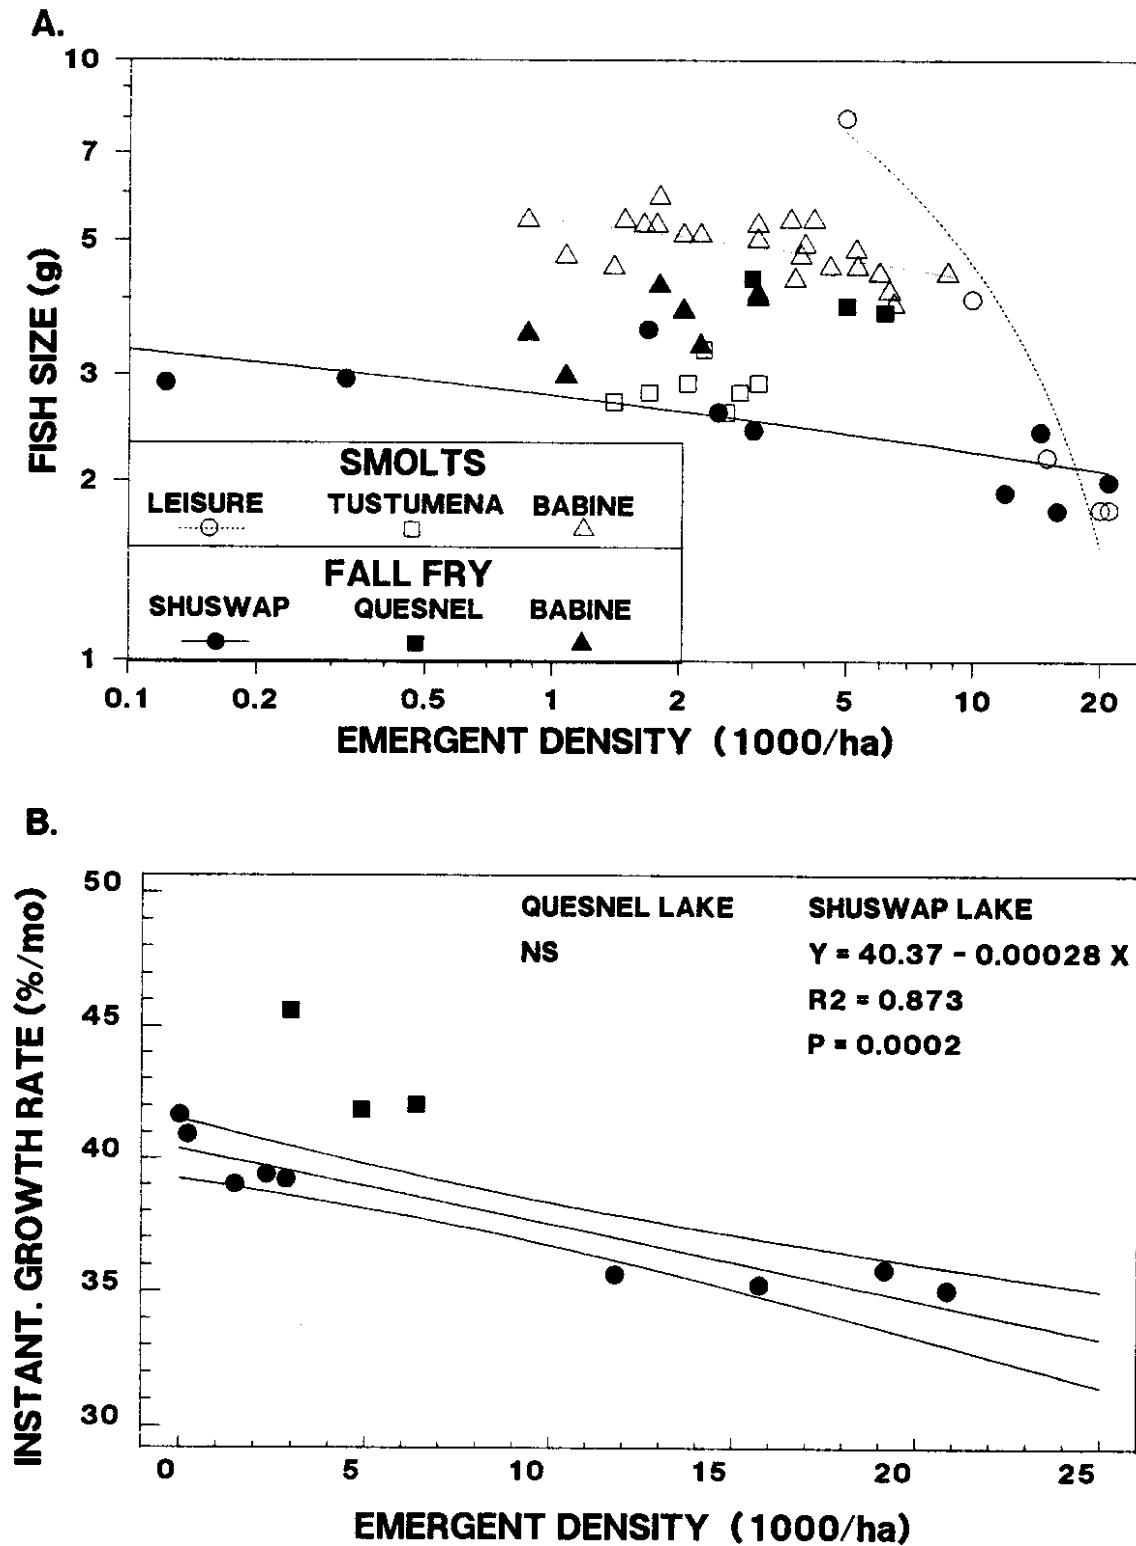 A.
10
7
5
3
2
1
FISH SIZE (g)
SMOLTS
LEISURE TUSTUMENA BABINE
FALL FRY
SHUSWAP QUESNEL BABINE
0.1 0.2 0.5 1 2 5 10 20
EMERGENT DENSITY (1000/ha)
B.
50
45
40
35
30
INSTANT. GROWTH RATE (%/mo)
QUESNEL LAKE SHUSWAP LAKE
NS Y = 40.37 - 0.00028 X
R2 = 0.873
P = 0.0002
0 5 10 15 20 25
EMERGENT DENSITY (1000/ha)